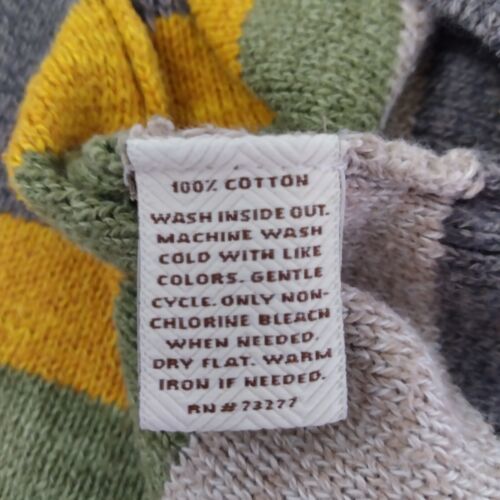 100% COTTON
WASH INSIDE OUT.
MACHINE WASH
COLD WITH LIKE
COLORS. GENTLE
CYCLE. ONLY NON-
CHLORINE BLEACH
WHEN NEEDED.
DRY FLAT. WARM
IRON IF NEEDED.
RN # 73277